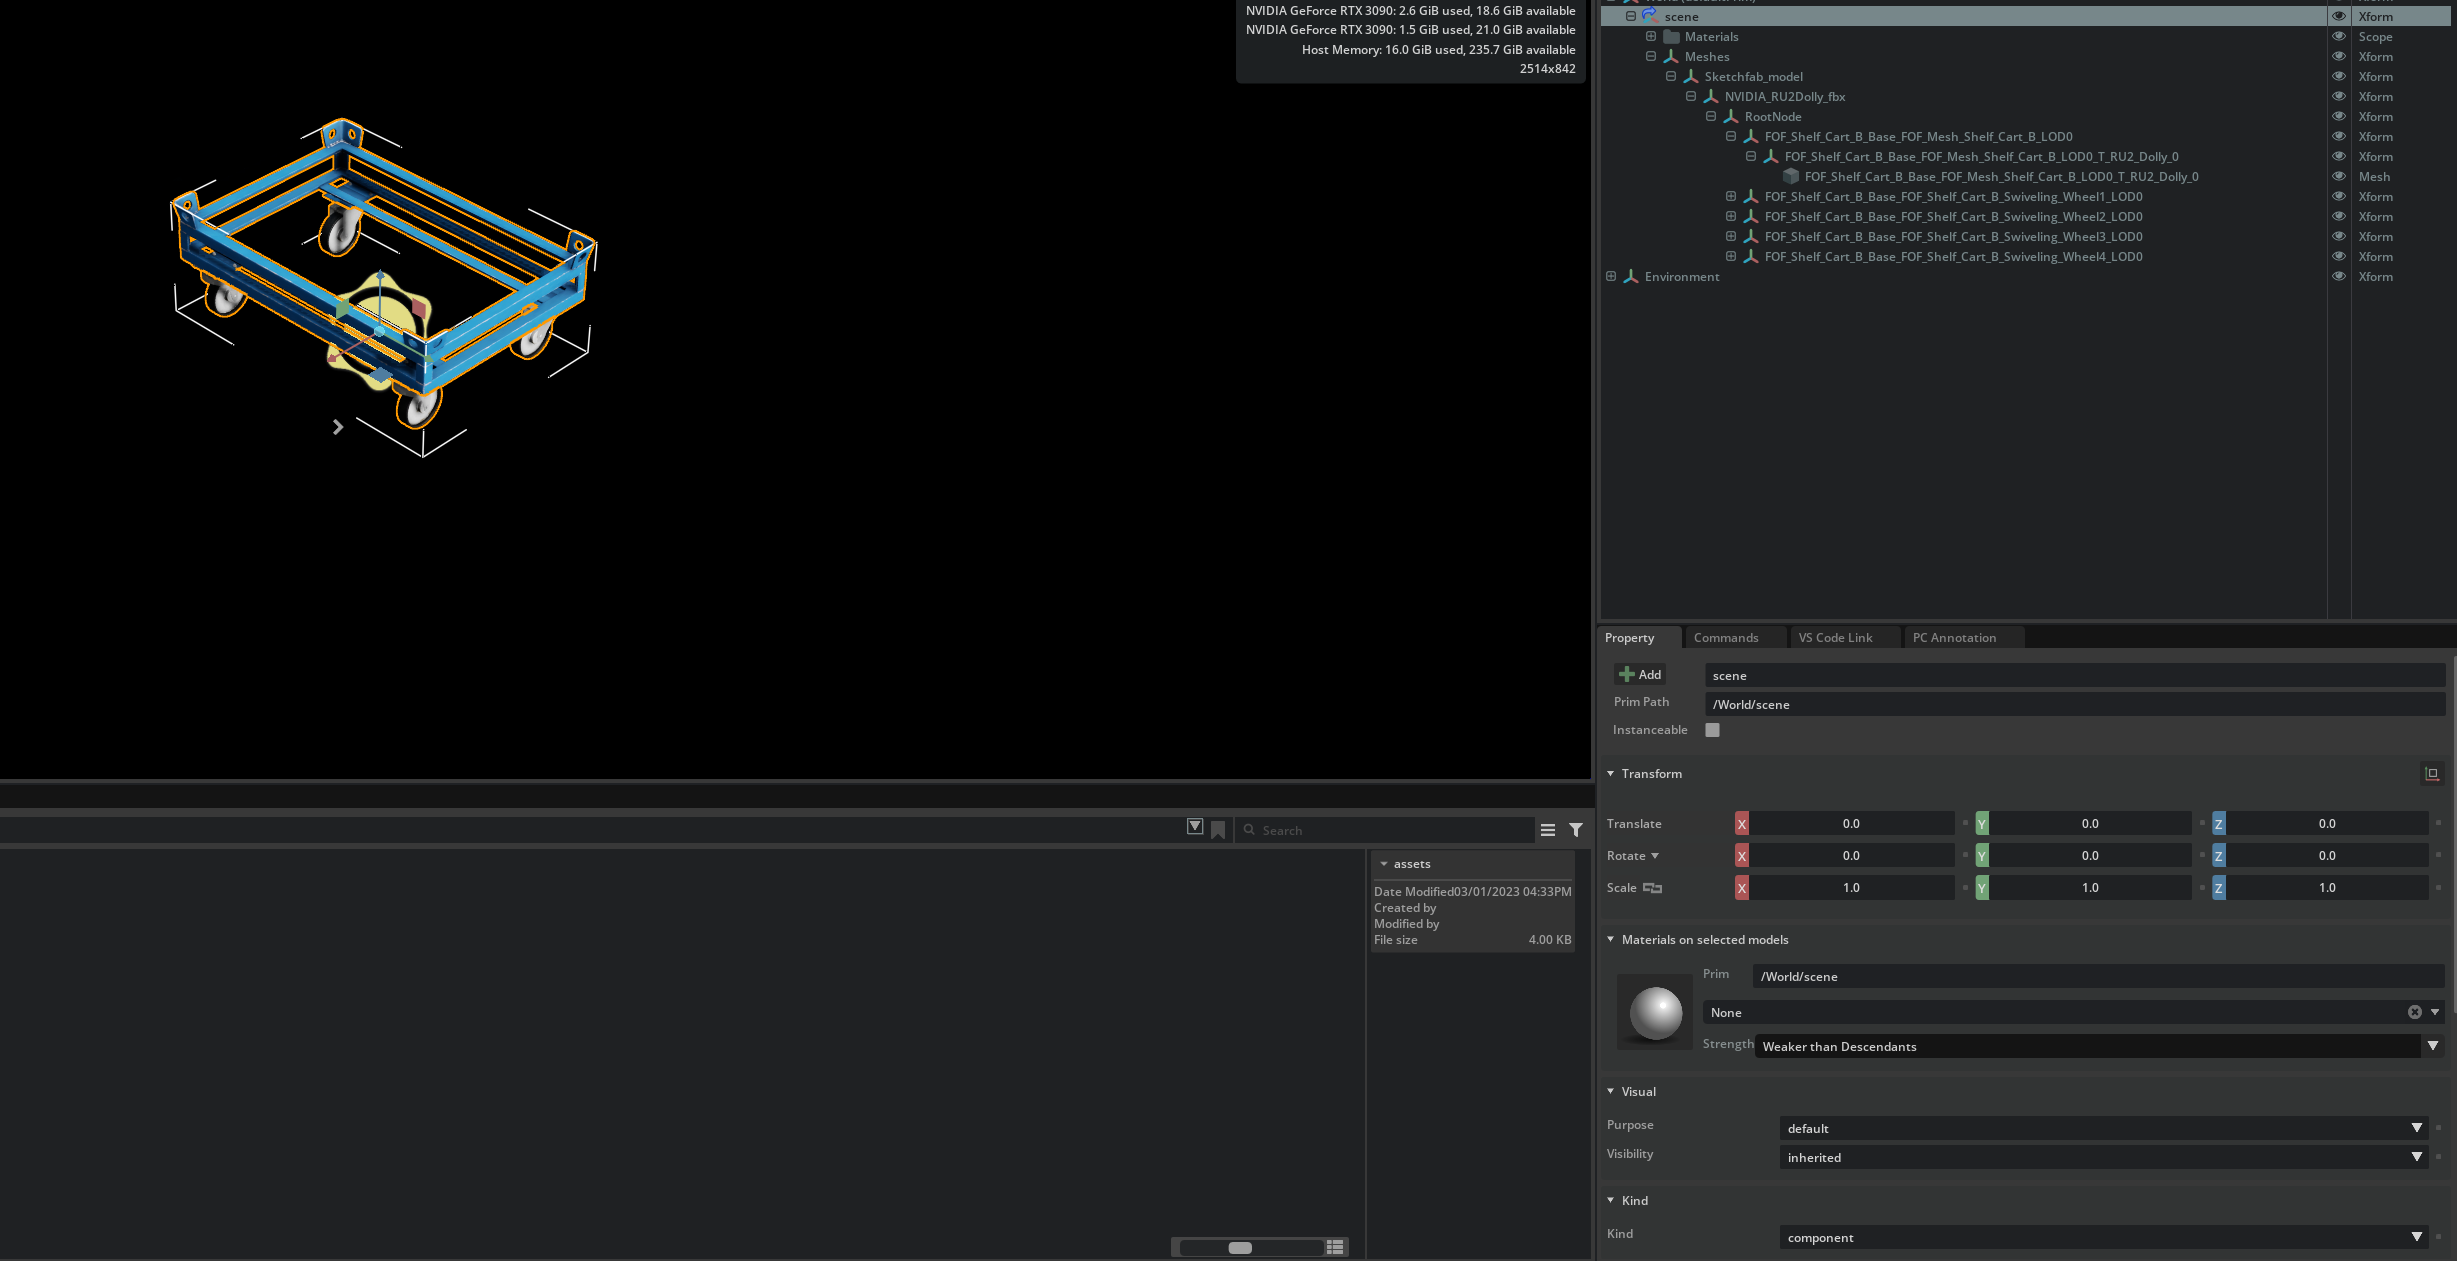 NVIDIA GeForce RTX 3090: 2.6 GiB used, 18.6 GiB available
NVIDIA GeForce RTX 3090: 1.5 GiB used, 21.0 GiB available
Host Memory: 16.0 GiB used, 235.7 GiB available
2514x842
scene Xform
Materials Scope
Meshes Xform
Sketchfab_model Xform
NVIDIA_RU2Dolly_fbx Xform
RootNode Xform
FOF_Shelf_Cart_B_Base_FOF_Mesh_Shelf_Cart_B_LOD0 Xform
FOF_Shelf_Cart_B_Base_FOF_Mesh_Shelf_Cart_B_LOD0_T_RU2_Dolly_0 Xform
FOF_Shelf_Cart_B_Base_FOF_Mesh_Shelf_Cart_B_LOD0_T_RU2_Dolly_0 Mesh
FOF_Shelf_Cart_B_Base_FOF_Shelf_Cart_B_Swiveling_Wheel1_LOD0 Xform
FOF_Shelf_Cart_B_Base_FOF_Shelf_Cart_B_Swiveling_Wheel2_LOD0 Xform
FOF_Shelf_Cart_B_Base_FOF_Shelf_Cart_B_Swiveling_Wheel3_LOD0 Xform
FOF_Shelf_Cart_B_Base_FOF_Shelf_Cart_B_Swiveling_Wheel4_LOD0 Xform
Environment Xform
Property Commands VS Code Link PC Annotation
Add scene
Prim Path /World/scene
Instanceable
Transform
Translate X 0.0 Y 0.0 Z 0.0
Rotate X 0.0 Y 0.0 Z 0.0
Scale X 1.0 Y 1.0 Z 1.0
Materials on selected models
Prim /World/scene
None
Strength Weaker than Descendants
Visual
Purpose default
Visibility inherited
Kind
Kind component
Search
assets
Date Modified 03/01/2023 04:33PM
Created by
Modified by
File size 4.00 KB